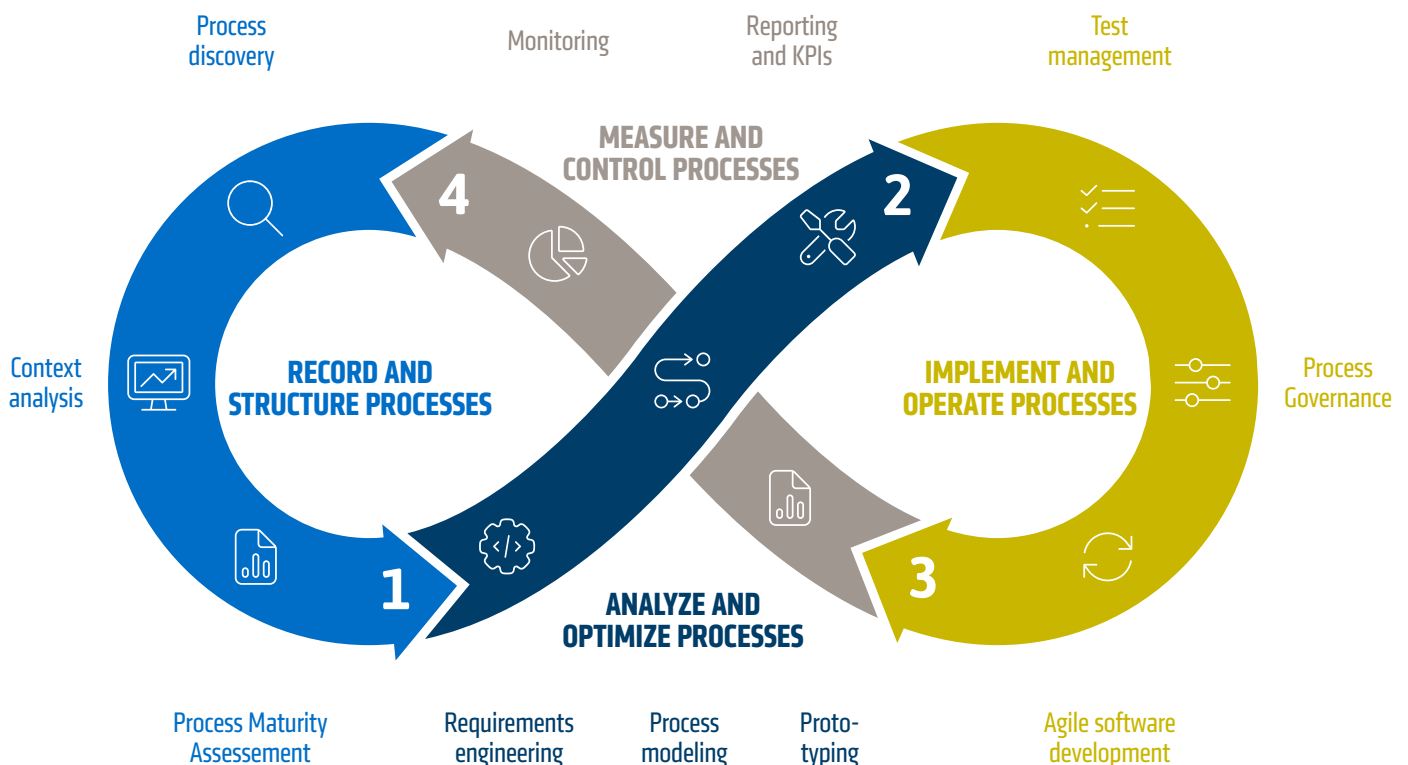 Process
discovery
Monitoring
Reporting
and KPIs
Test
management
MEASURE AND
CONTROL PROCESSES
4
2
Context
analysis
RECORD AND
STRUCTURE PROCESSES
IMPLEMENT AND
OPERATE PROCESSES
Process
Governance
</>
1
3
ANALYZE AND
OPTIMIZE PROCESSES
Process Maturity
Assessement
Requirements
engineering
Process
modeling
Proto-
typing
Agile software
development